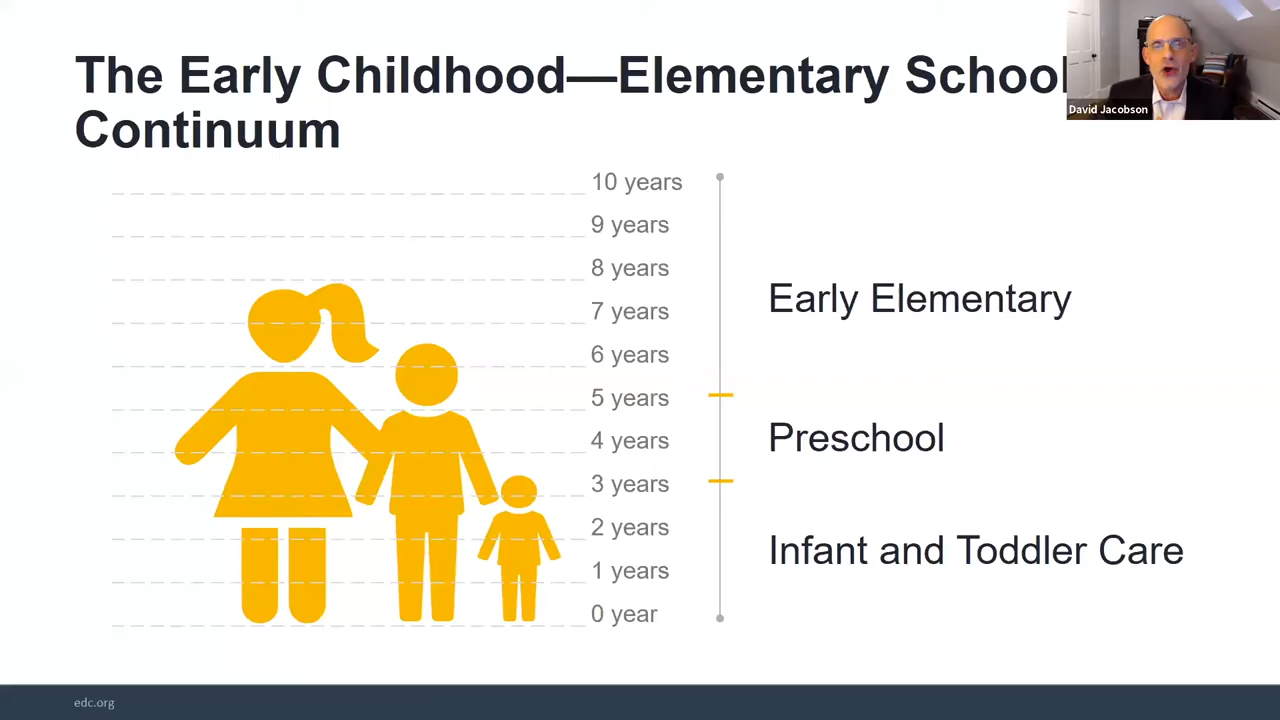 The Early Childhood—Elementary School
Continuum
David Jacobson
10 years
9 years
8 years
7 years
6 years
5 years
4 years
3 years
2 years
1 years
0 year
Early Elementary
Preschool
Infant and Toddler Care
edc.org